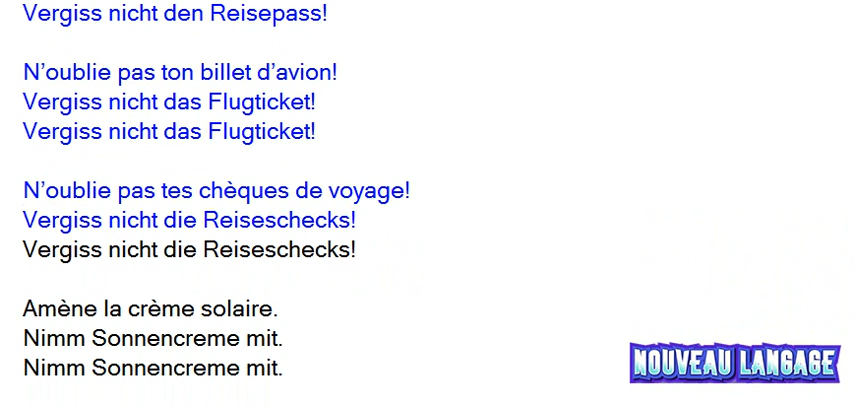 Vergiss nicht den Reisepass!
N’oublie pas ton billet d’avion!
Vergiss nicht das Flugticket!
Vergiss nicht das Flugticket!
N’oublie pas tes chèques de voyage!
Vergiss nicht die Reiseschecks!
Vergiss nicht die Reiseschecks!
Amène la crème solaire.
Nimm Sonnencreme mit.
Nimm Sonnencreme mit.
NOUVEAU LANGAGE